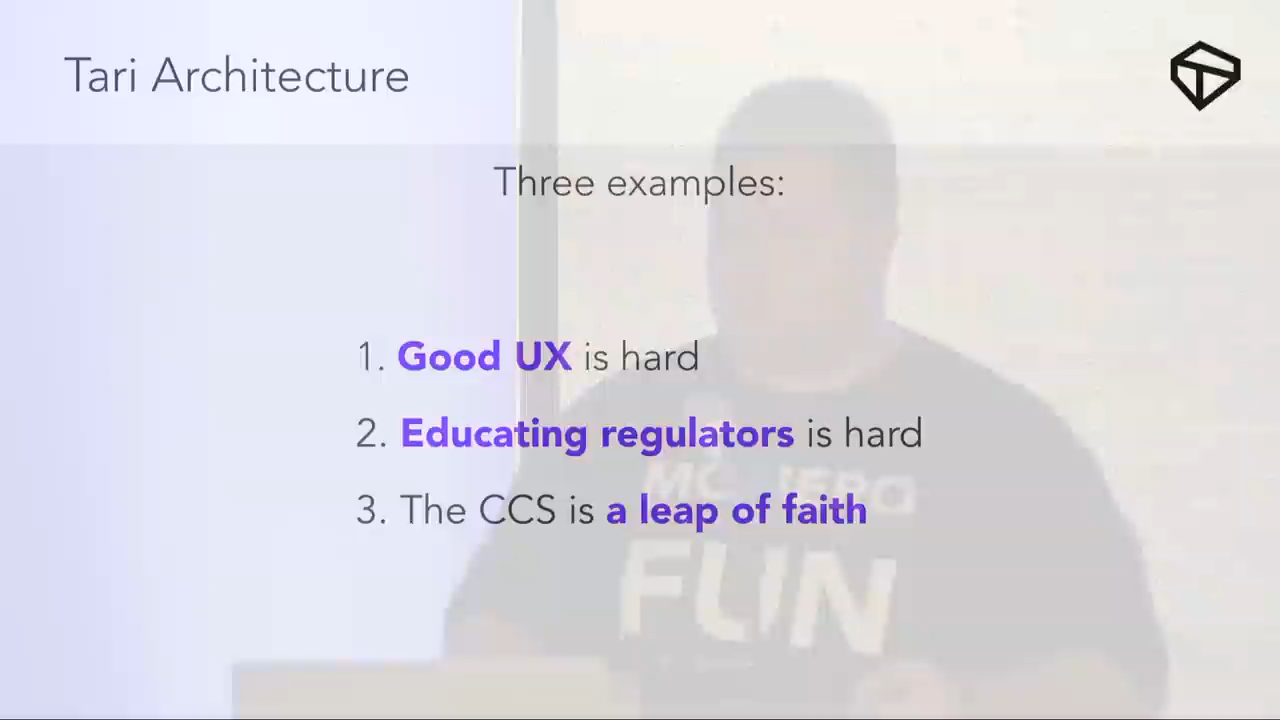 Tari Architecture
Three examples:
1. Good UX is hard
2. Educating regulators is hard
3. The CCS is a leap of faith
FUN